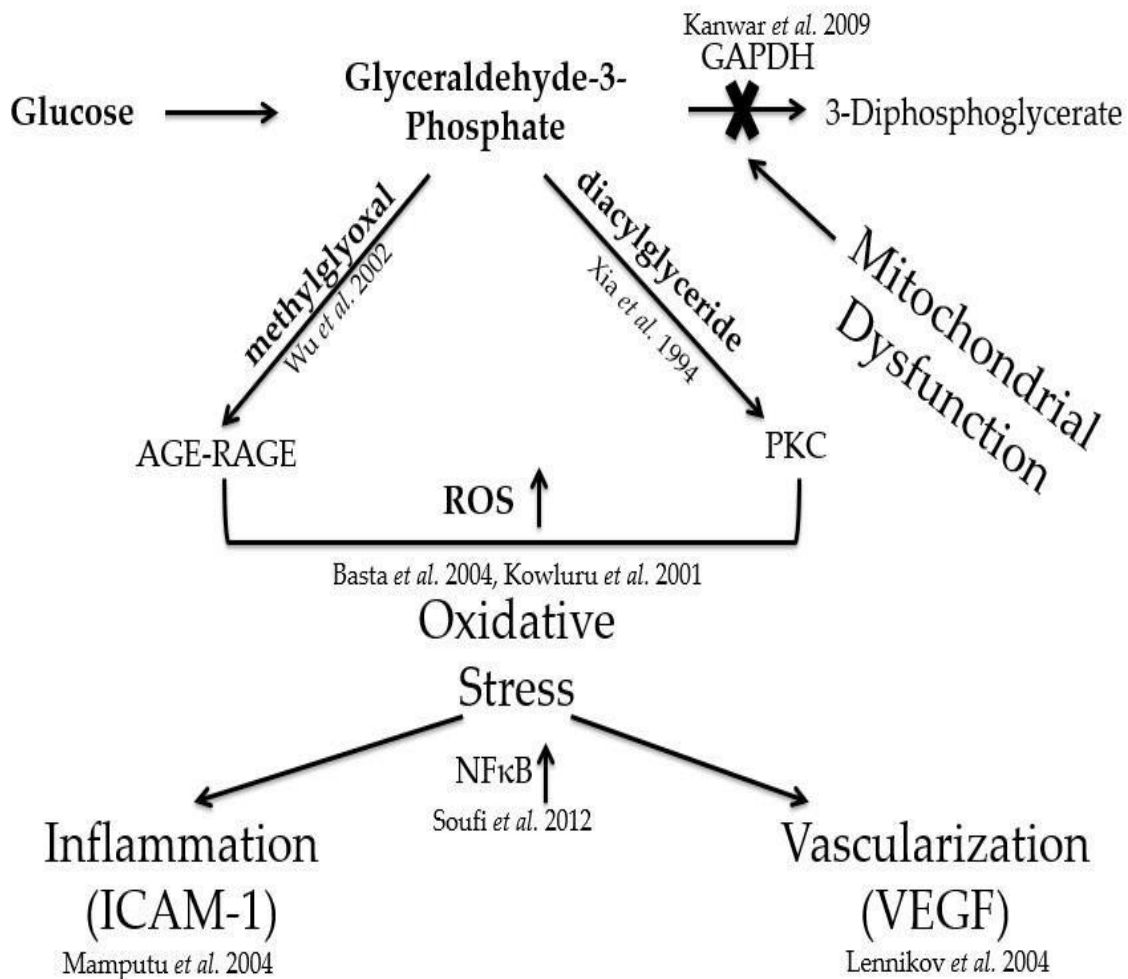 Kanwar et al. 2009
GAPDH
Glucose
Glyceraldehyde-3-
Phosphate
3-Diphosphoglycerate
methylglyoxal
Wu et al. 2002
diacylglyceride
Xia et al. 1994
Mitochondrial
Dysfunction
AGE-RAGE
PKC
ROS
Basta et al. 2004, Kowluru et al. 2001
Oxidative
Stress
NFκB
Soufi et al. 2012
Inflammation
(ICAM-1)
Mamputu et al. 2004
Vascularization
(VEGF)
Lennikov et al. 2004